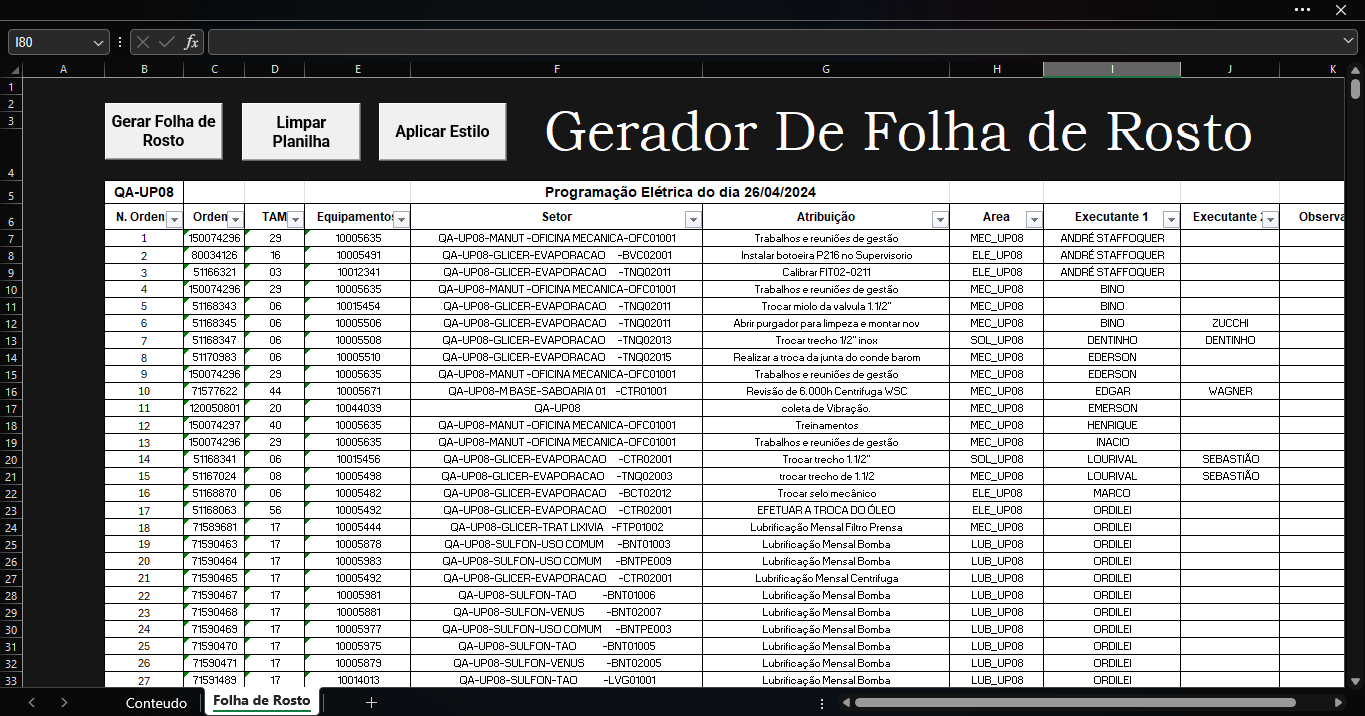 I80 fx
A B C D E F G H I J K
1
2
3
4
Gerar Folha de Rosto
Limpar Planilha
Aplicar Estilo
Gerador De Folha de Rosto
5 QA-UP08 Programação Elétrica do dia 26/04/2024
6 N. Orden Orden TAM Equipamentos Setor Atribuição Area Executante 1 Executante Observa
7 1 150074296 29 10005635 QA-UP08-MANUT -OFICINA MECANICA-OFC01001 Trabalhos e reuniões de gestão MEC_UP08 ANDRÉ STAFFOQUER
8 2 80034126 16 10005491 QA-UP08-GLICER-EVAPORACAO -BVC02001 Instalar botoeira P216 no Supervisorio ELE_UP08 ANDRÉ STAFFOQUER
9 3 51166321 03 10012341 QA-UP08-GLICER-EVAPORACAO -TNQ02011 Calibrar FIT02-0211 ELE_UP08 ANDRÉ STAFFOQUER
10 4 150074296 29 10005635 QA-UP08-MANUT -OFICINA MECANICA-OFC01001 Trabalhos e reuniões de gestão MEC_UP08 BINO
11 5 51168343 06 10015454 QA-UP08-GLICER-EVAPORACAO -TNQ02011 Trocar miolo da valvula 1.1/2" MEC_UP08 BINO
12 6 51168345 06 10005506 QA-UP08-GLICER-EVAPORACAO -TNQ02011 Abrir purgador para limpeza e montar nov MEC_UP08 BINO ZUCCHI
13 7 51168347 06 10005508 QA-UP08-GLICER-EVAPORACAO -TNQ02013 Trocar trecho 1/2" inox SOL_UP08 DENTINHO DENTINHO
14 8 51170983 06 10005510 QA-UP08-GLICER-EVAPORACAO -TNQ02015 Realizar a troca da junta do conde barom MEC_UP08 EDERSON
15 9 150074296 29 10005635 QA-UP08-MANUT -OFICINA MECANICA-OFC01001 Trabalhos e reuniões de gestão MEC_UP08 EDERSON
16 10 71577622 44 10005671 QA-UP08-M BASE-SABOARIA 01 -CTR01001 Revisão de 6.000h Centrifuga WSC MEC_UP08 EDGAR WAGNER
17 11 120050801 20 10044039 QA-UP08 coleta de Vibração. MEC_UP08 EMERSON
18 12 150074297 40 10005635 QA-UP08-MANUT -OFICINA MECANICA-OFC01001 Treinamentos MEC_UP08 HENRIQUE
19 13 150074296 29 10005635 QA-UP08-MANUT -OFICINA MECANICA-OFC01001 Trabalhos e reuniões de gestão MEC_UP08 INACIO
20 14 51168341 06 10015456 QA-UP08-GLICER-EVAPORACAO -CTR02001 Trocar trecho 1.1/2" SOL_UP08 LOURIVAL SEBASTIÃO
21 15 51167024 08 10005498 QA-UP08-GLICER-EVAPORACAO -TNQ02003 trocar trecho de 1.1/2 MEC_UP08 LOURIVAL SEBASTIÃO
22 16 51168870 06 10005482 QA-UP08-GLICER-EVAPORACAO -BCT02012 Trocar selo mecânico ELE_UP08 MARCO
23 17 51168063 56 10005492 QA-UP08-GLICER-EVAPORACAO -CTR02001 EFETUAR A TROCA DO ÓLEO ELE_UP08 ORDILEI
24 18 71589681 17 10005444 QA-UP08-GLICER-TRAT LIXIVIA -FTP01002 Lubrificação Mensal Filtro Prensa MEC_UP08 ORDILEI
25 19 71590463 17 10005878 QA-UP08-SULFON-USO COMUM -BNT01003 Lubrificação Mensal Bomba LUB_UP08 ORDILEI
26 20 71590464 17 10005983 QA-UP08-SULFON-USO COMUM -BNTPE009 Lubrificação Mensal Bomba LUB_UP08 ORDILEI
27 21 71590465 17 10005492 QA-UP08-GLICER-EVAPORACAO -CTR02001 Lubrificação Mensal Centrifuga LUB_UP08 ORDILEI
28 22 71590467 17 10005981 QA-UP08-SULFON-TAO -BNT01006 Lubrificação Mensal Bomba LUB_UP08 ORDILEI
29 23 71590468 17 10005881 QA-UP08-SULFON-VENUS -BNT02007 Lubrificação Mensal Bomba LUB_UP08 ORDILEI
30 24 71590469 17 10005977 QA-UP08-SULFON-USO COMUM -BNTPE003 Lubrificação Mensal Bomba LUB_UP08 ORDILEI
31 25 71590470 17 10005975 QA-UP08-SULFON-TAO -BNT01005 Lubrificação Mensal Bomba LUB_UP08 ORDILEI
32 26 71590471 17 10005879 QA-UP08-SULFON-VENUS -BNT02005 Lubrificação Mensal Bomba LUB_UP08 ORDILEI
33 27 71591489 17 10014013 QA-UP08-SULFON-TAO -LVG01001 Lubrificação Mensal Bomba LUB_UP08 ORDILEI
Conteudo Folha de Rosto